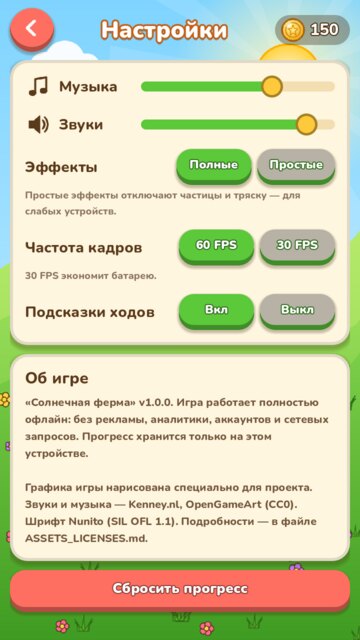 Настройки
150
Музыка
Звуки
Эффекты
Полные
Простые
Простые эффекты отключают частицы и тряску — для
слабых устройств.
Частота кадров
60 FPS
30 FPS
30 FPS экономит батарею.
Подсказки ходов
Вкл
Выкл
Об игре
«Солнечная ферма» v1.0.0. Игра работает полностью
офлайн: без рекламы, аналитики, аккаунтов и сетевых
запросов. Прогресс хранится только на этом
устройстве.
Графика игры нарисована специально для проекта.
Звуки и музыка — Kenney.nl, OpenGameArt (CC0).
Шрифт Nunito (SIL OFL 1.1). Подробности — в файле
ASSETS_LICENSES.md.
Сбросить прогресс